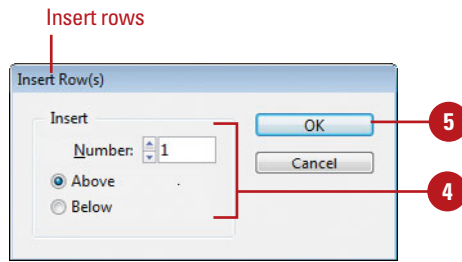 Insert rows
Insert Row(s)
Insert
Number: 1
Above
Below
OK
Cancel
5
4